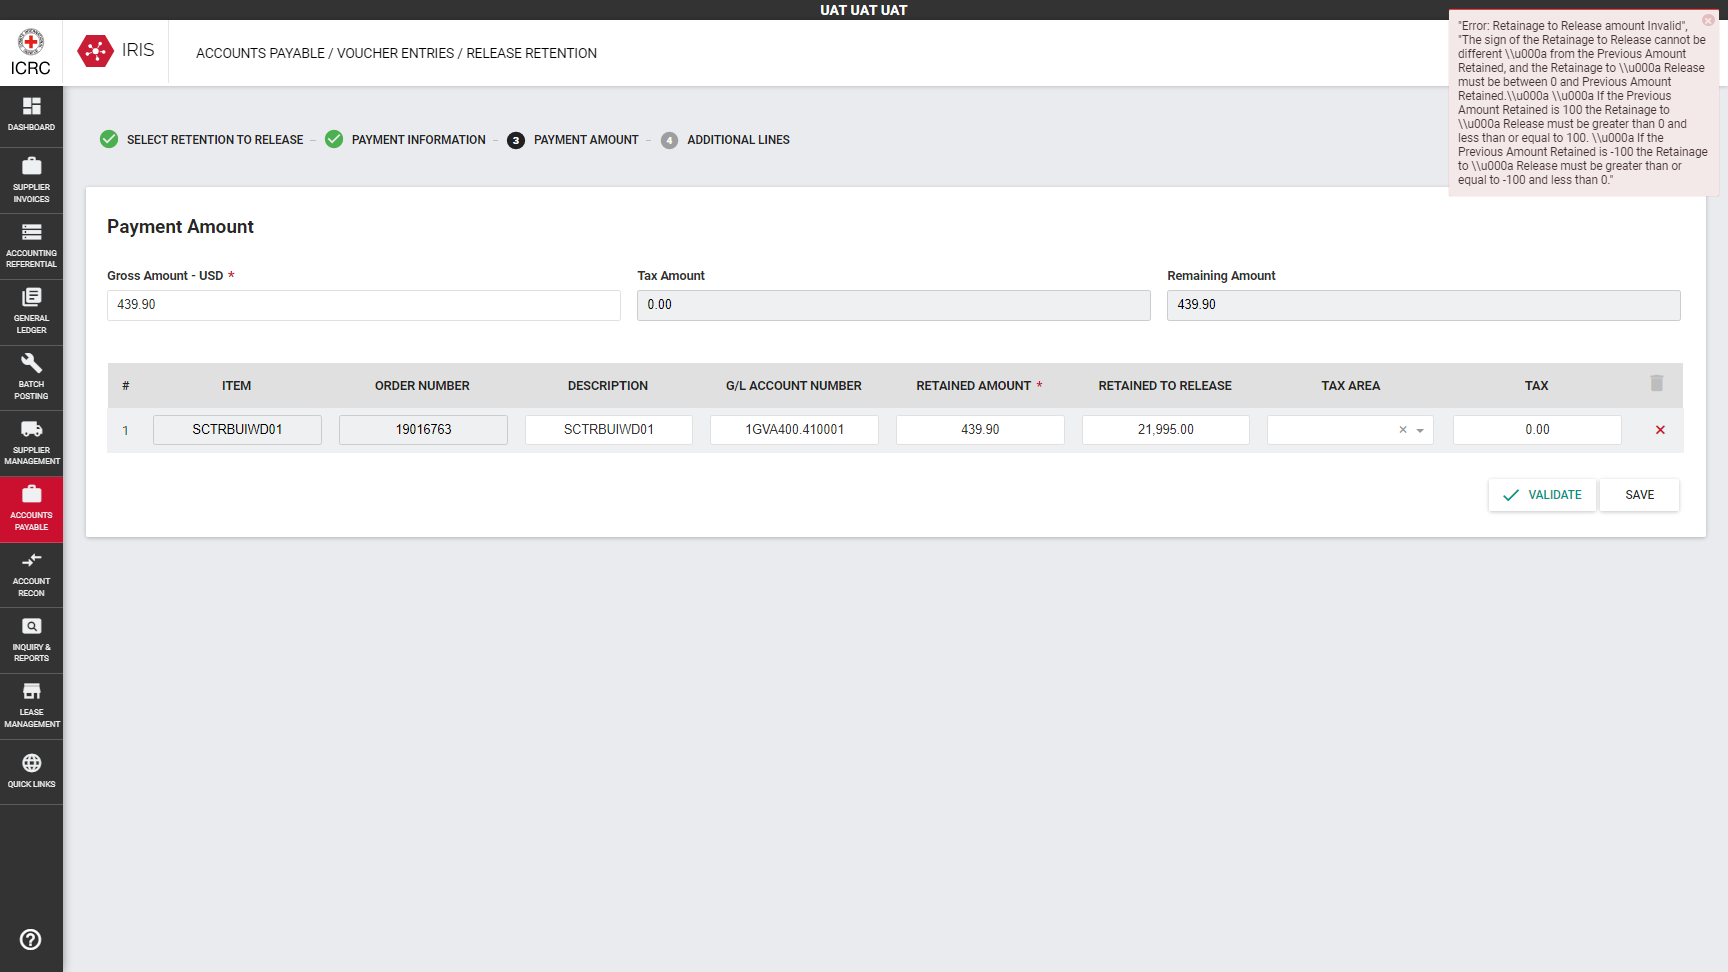 UAT UAT UAT
ICRC
IRIS
ACCOUNTS PAYABLE / VOUCHER ENTRIES / RELEASE RETENTION
"Error: Retainage to Release amount Invalid",
"The sign of the Retainage to Release cannot be
different \\u000a from the Previous Amount
Retained, and the Retainage to \\u000a Release
must be between 0 and Previous Amount
Retained.\\u000a \\u000a If the Previous
Amount Retained is 100 the Retainage to
\\u000a Release must be greater than 0 and
less than or equal to 100. \\u000a If the
Previous Amount Retained is -100 the Retainage
to \\u000a Release must be greater than or
equal to -100 and less than 0."
DASHBOARD
SUPPLIER
INVOICES
ACCOUNTING
REFERENTIAL
GENERAL
LEDGER
BATCH
POSTING
SUPPLIER
MANAGEMENT
ACCOUNTS
PAYABLE
ACCOUNT
RECON
INQUIRY &
REPORTS
LEASE
MANAGEMENT
QUICK LINKS
SELECT RETENTION TO RELEASE – PAYMENT INFORMATION – 3 PAYMENT AMOUNT – 4 ADDITIONAL LINES
Payment Amount
Gross Amount - USD * Tax Amount Remaining Amount
439.90 0.00 439.90
# ITEM ORDER NUMBER DESCRIPTION G/L ACCOUNT NUMBER RETAINED AMOUNT * RETAINED TO RELEASE TAX AREA TAX
1 SCTRBUIWD01 19016763 SCTRBUIWD01 1GVA400.410001 439.90 21,995.00 0.00
VALIDATE SAVE